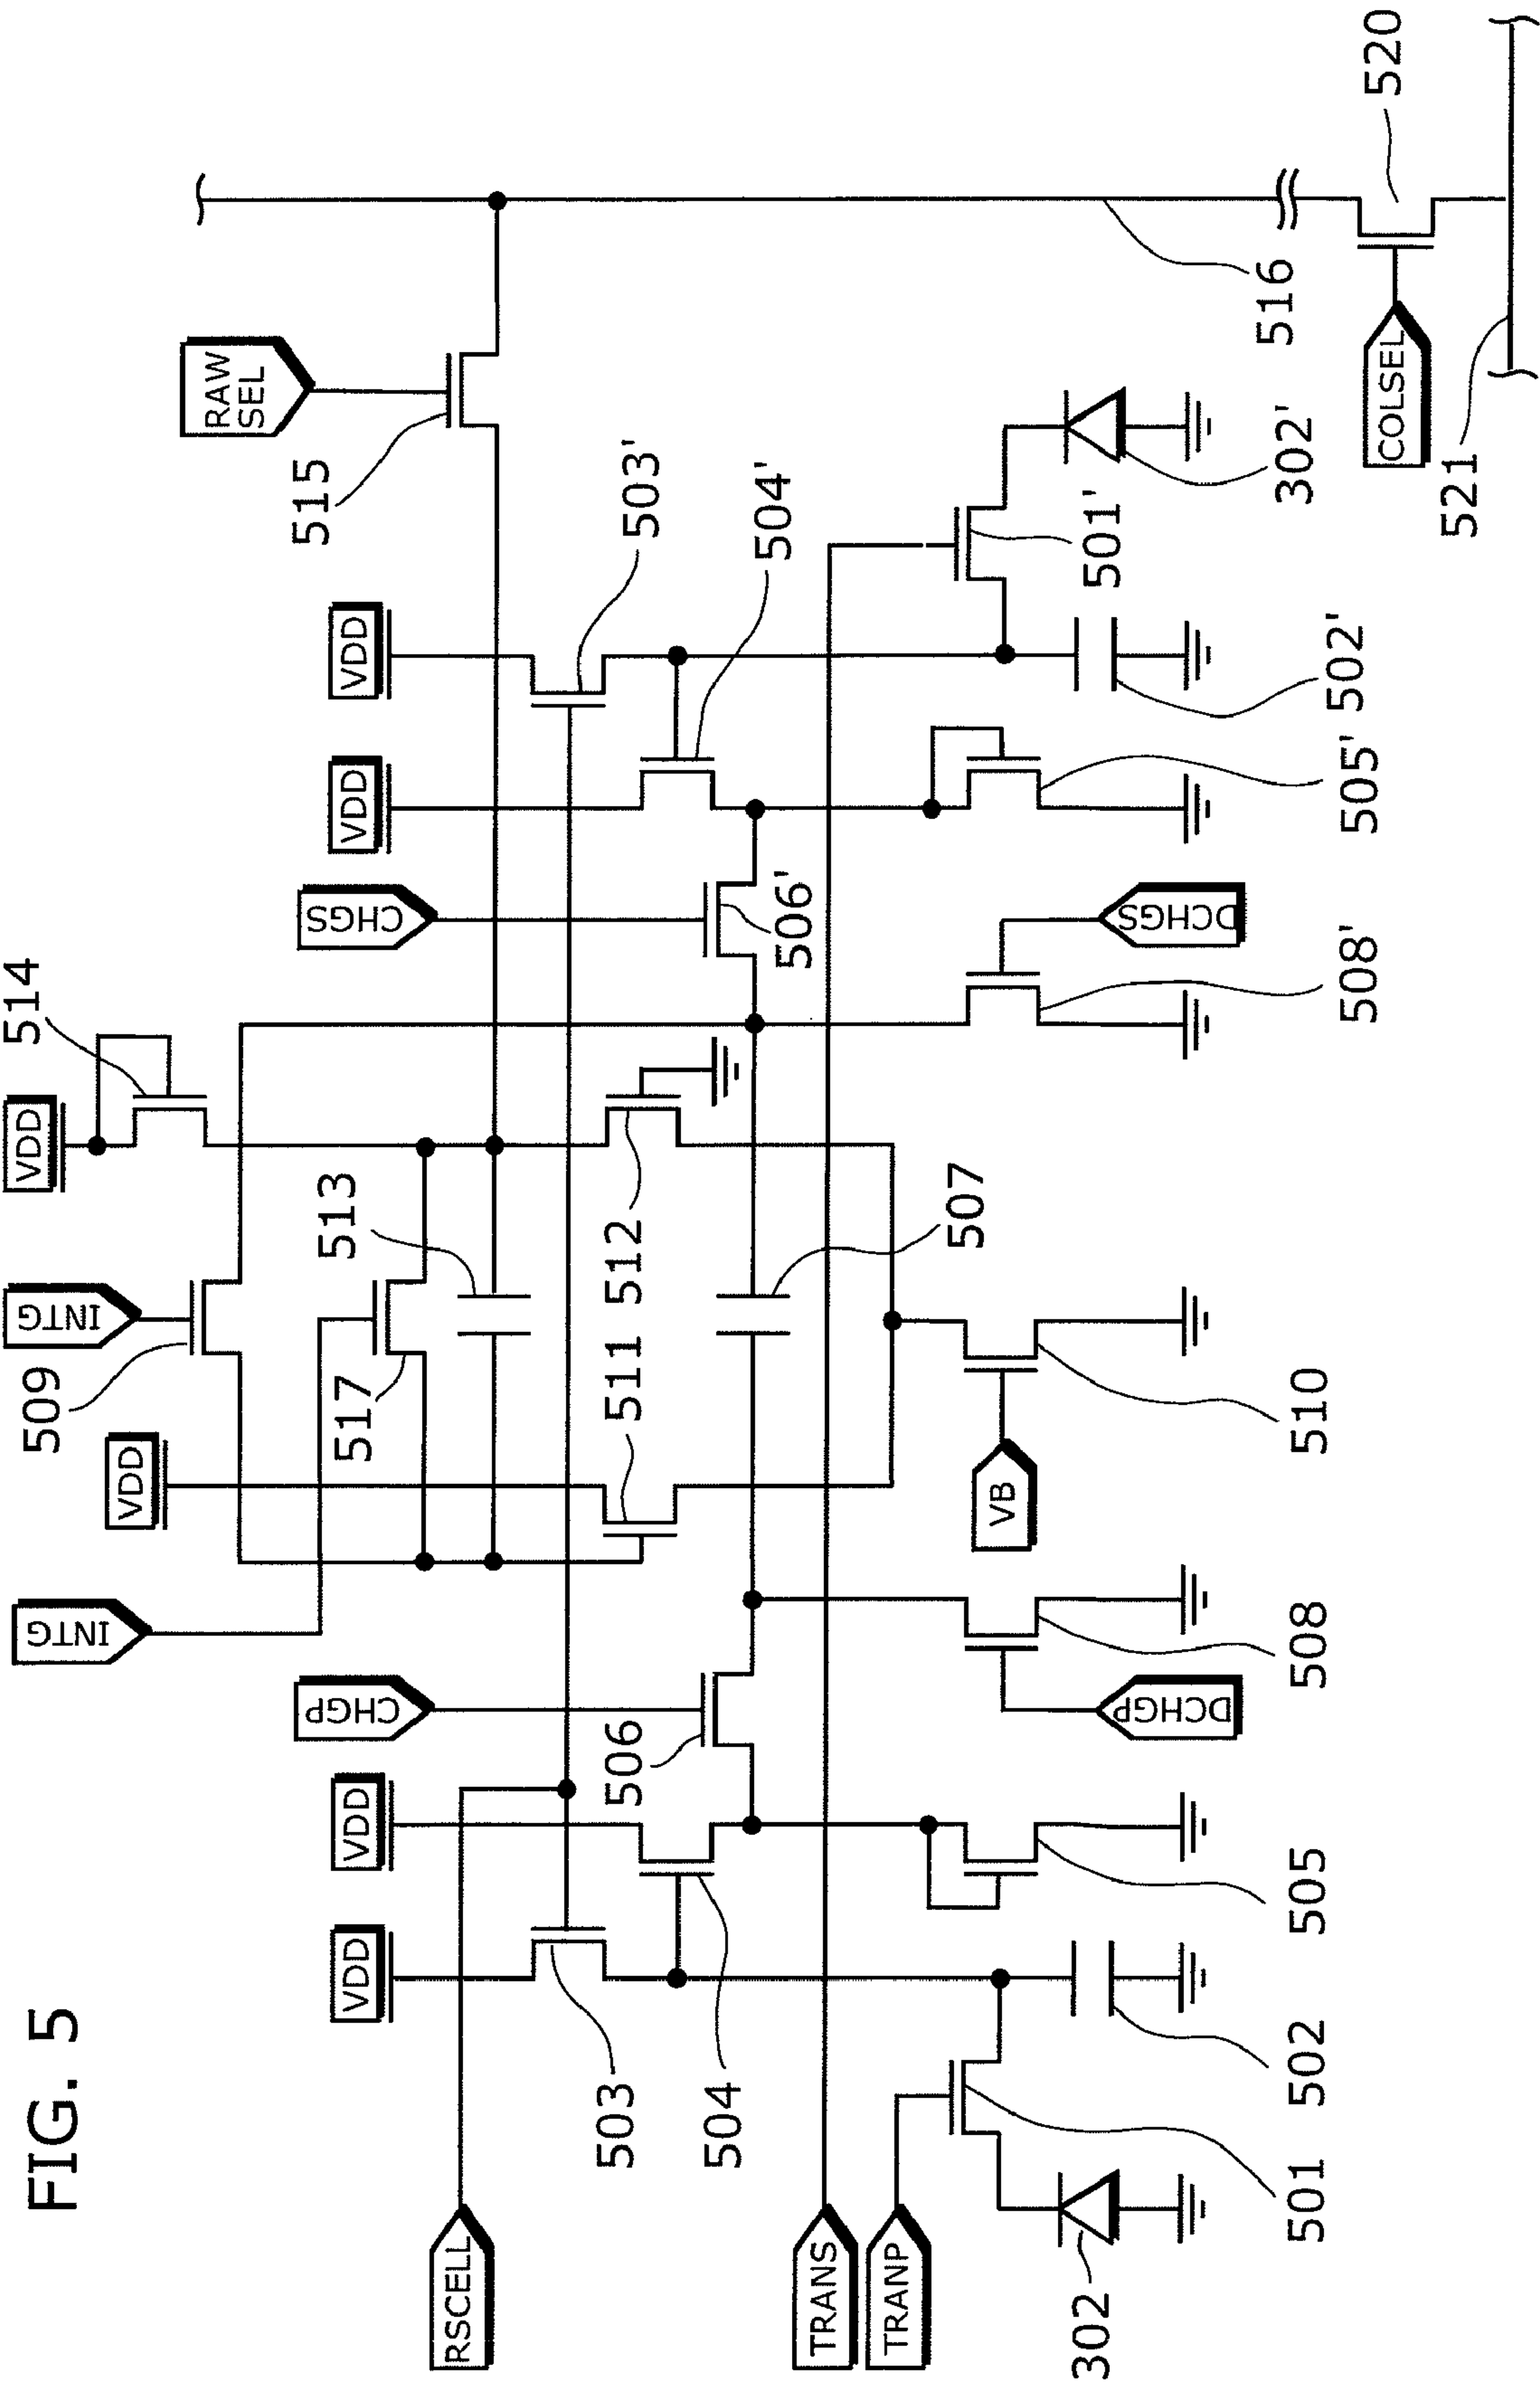 FIG. 5
RSCELL
TRANS
TRANP
302
501
502
503
504
505
VDD
VDD
506
CHGP
DCHGP
508
INTG
VDD
509
INTG
517
513
511
512
507
VB
510
VDD
514
CHGS
DCHGS
508'
506'
VDD
VDD
505'
502'
504'
503'
501'
302'
515
RAW
SEL
516
COLSEL
520
521